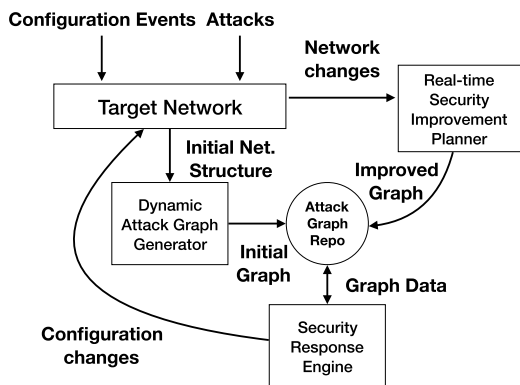 Configuration Events Attacks
Network
changes
Target Network
Real-time
Security
Improvement
Planner
Initial Net.
Structure
Improved
Graph
Dynamic
Attack Graph
Generator
Attack
Graph
Repo
Initial
Graph
Graph Data
Configuration
changes
Security
Response
Engine